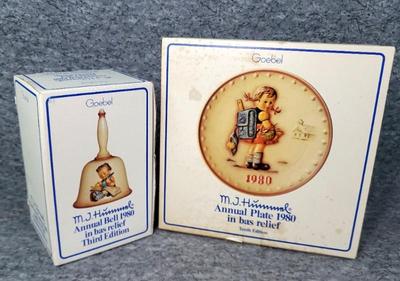 Goebel
M.J. Hummel®
Annual Bell 1980
in bas relief
Third Edition
Goebel
1980
M.J. Hummel®
Annual Plate 1980
in bas relief
Tenth Edition